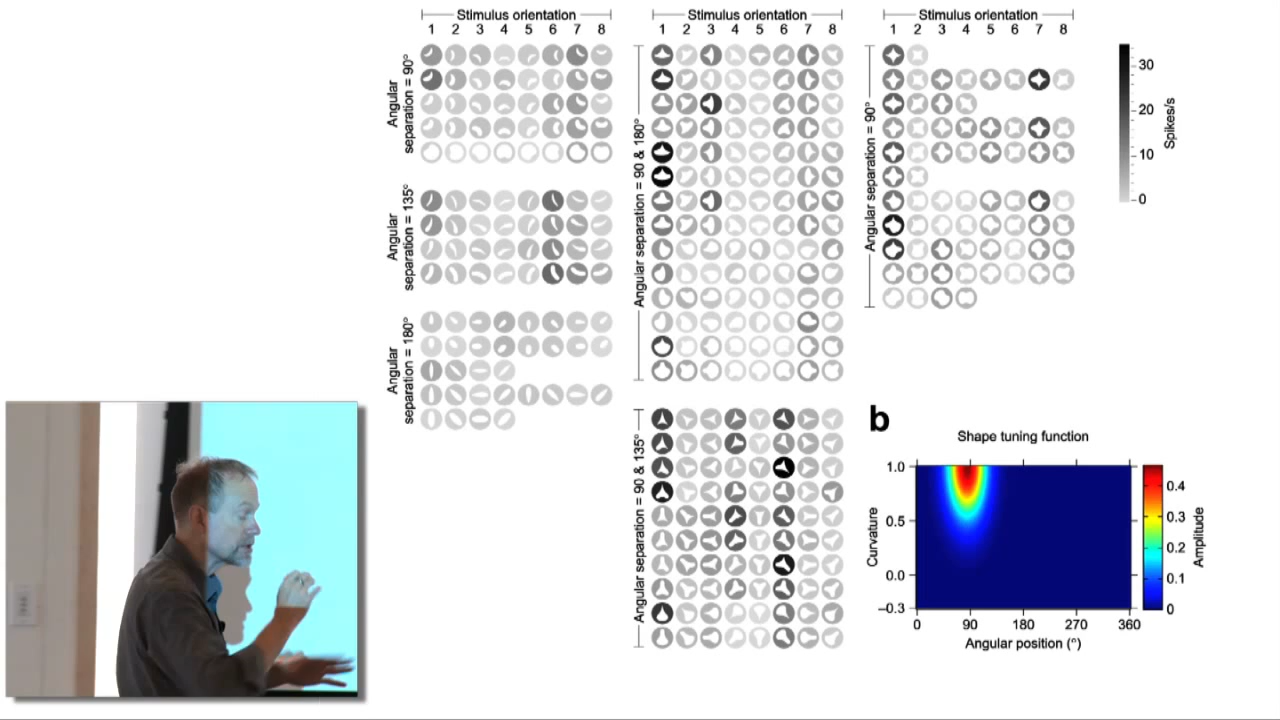 Stimulus orientation
1 2 3 4 5 6 7 8
Angular
separation = 90°
Angular
separation = 135°
Angular
separation = 180°
Stimulus orientation
1 2 3 4 5 6 7 8
Angular separation = 90 & 180°
Angular separation = 90 & 135°
Stimulus orientation
1 2 3 4 5 6 7 8
Angular separation = 90°
30
20
10
0
Spikes/s
b
Shape tuning function
Curvature
1.0
0.5
0.0
–0.3
0 90 180 270 360
Angular position (°)
0.4
0.3
0.2
0.1
0
Amplitude